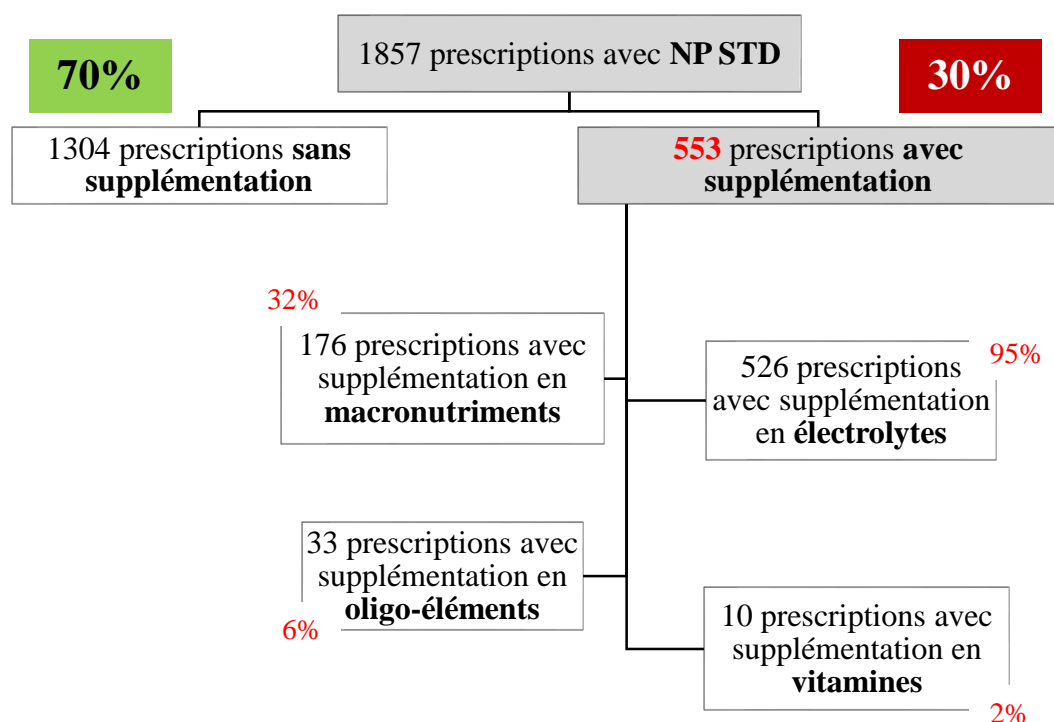 1857 prescriptions avec NP STD
70%
30%
1304 prescriptions sans
supplémentation
553 prescriptions avec
supplémentation
32%
176 prescriptions avec
supplémentation en
macronutriments
95%
526 prescriptions
avec supplémentation
en électrolytes
33 prescriptions avec
supplémentation en
oligo-éléments
6%
10 prescriptions avec
supplémentation en
vitamines
2%